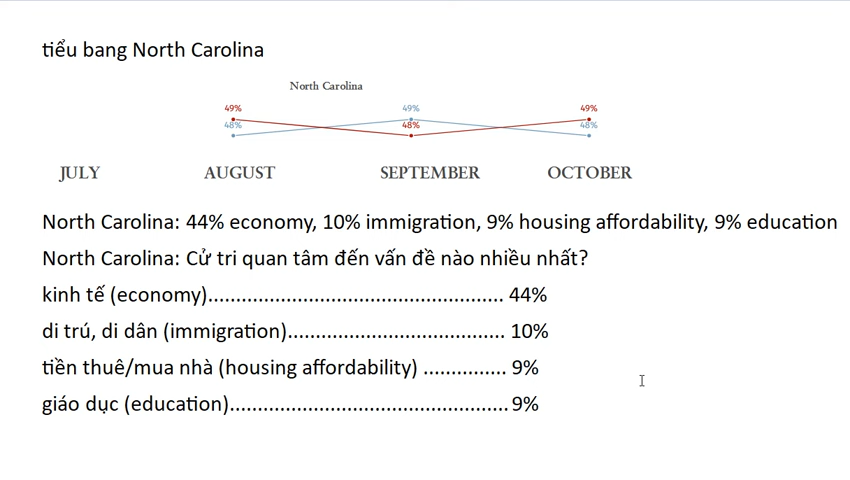 tiểu bang North Carolina
North Carolina
49% 49% 49%
48% 48% 48%
JULY AUGUST SEPTEMBER OCTOBER
North Carolina: 44% economy, 10% immigration, 9% housing affordability, 9% education
North Carolina: Cử tri quan tâm đến vấn đề nào nhiều nhất?
kinh tế (economy)..................................................... 44%
di trú, di dân (immigration)....................................... 10%
tiền thuê/mua nhà (housing affordability) ............... 9%
giáo dục (education)..................................................9%